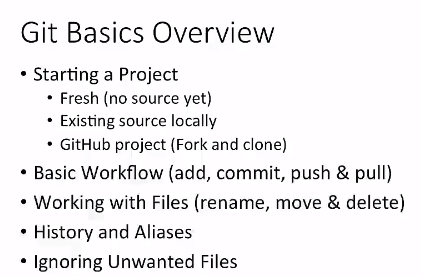 Git Basics Overview
• Starting a Project
• Fresh (no source yet)
• Existing source locally
• GitHub project (Fork and clone)
• Basic Workflow (add, commit, push & pull)
• Working with Files (rename, move & delete)
• History and Aliases
• Ignoring Unwanted Files